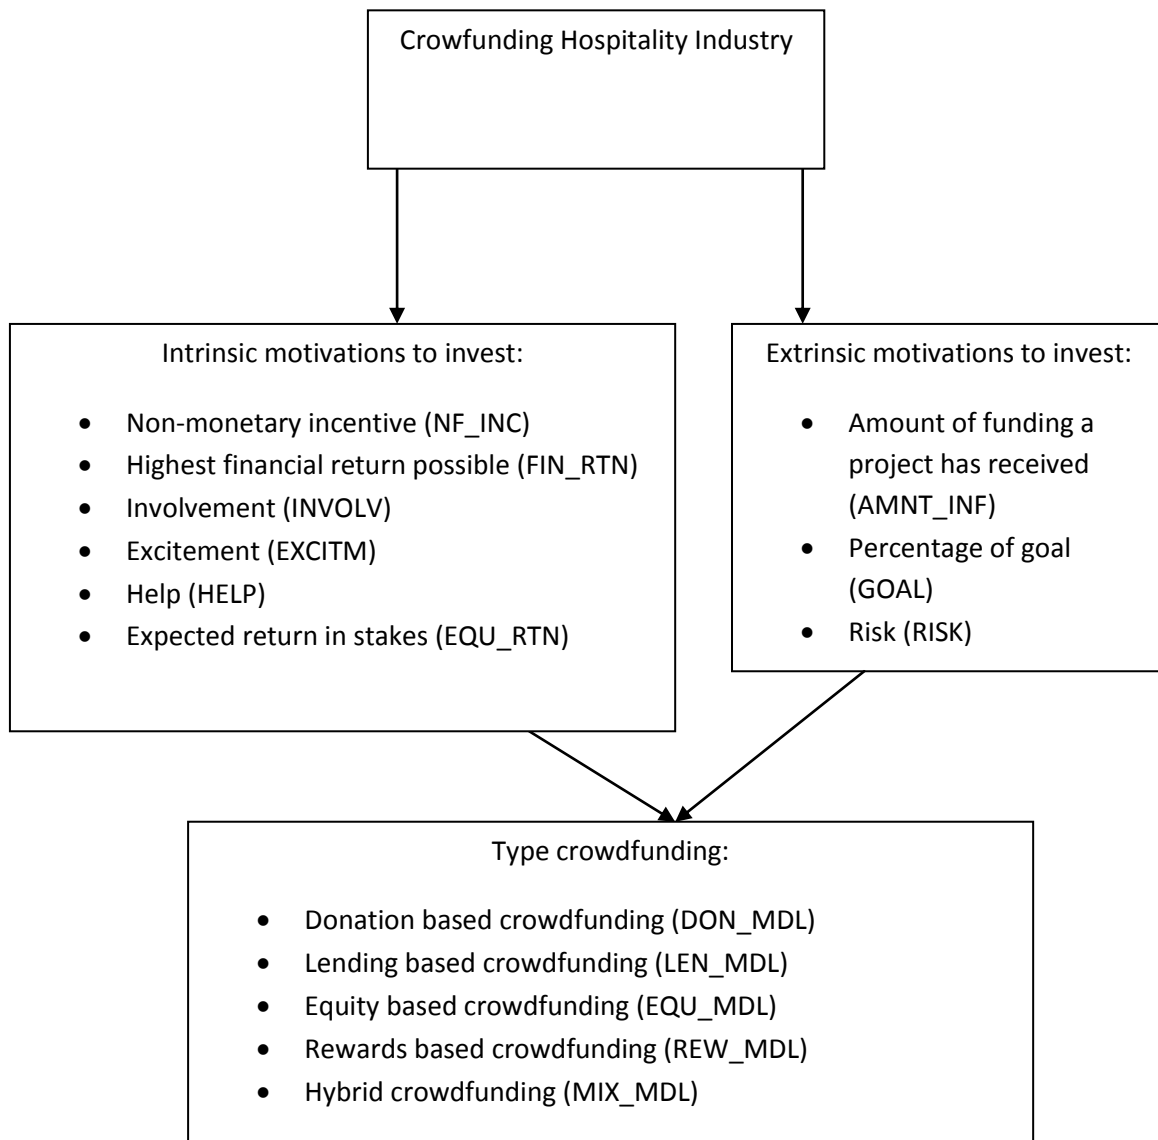 Crowfunding Hospitality Industry
Intrinsic motivations to invest:
• Non-monetary incentive (NF_INC)
• Highest financial return possible (FIN_RTN)
• Involvement (INVOLV)
• Excitement (EXCITM)
• Help (HELP)
• Expected return in stakes (EQU_RTN)
Extrinsic motivations to invest:
• Amount of funding a
project has received
(AMNT_INF)
• Percentage of goal
(GOAL)
• Risk (RISK)
Type crowdfunding:
• Donation based crowdfunding (DON_MDL)
• Lending based crowdfunding (LEN_MDL)
• Equity based crowdfunding (EQU_MDL)
• Rewards based crowdfunding (REW_MDL)
• Hybrid crowdfunding (MIX_MDL)